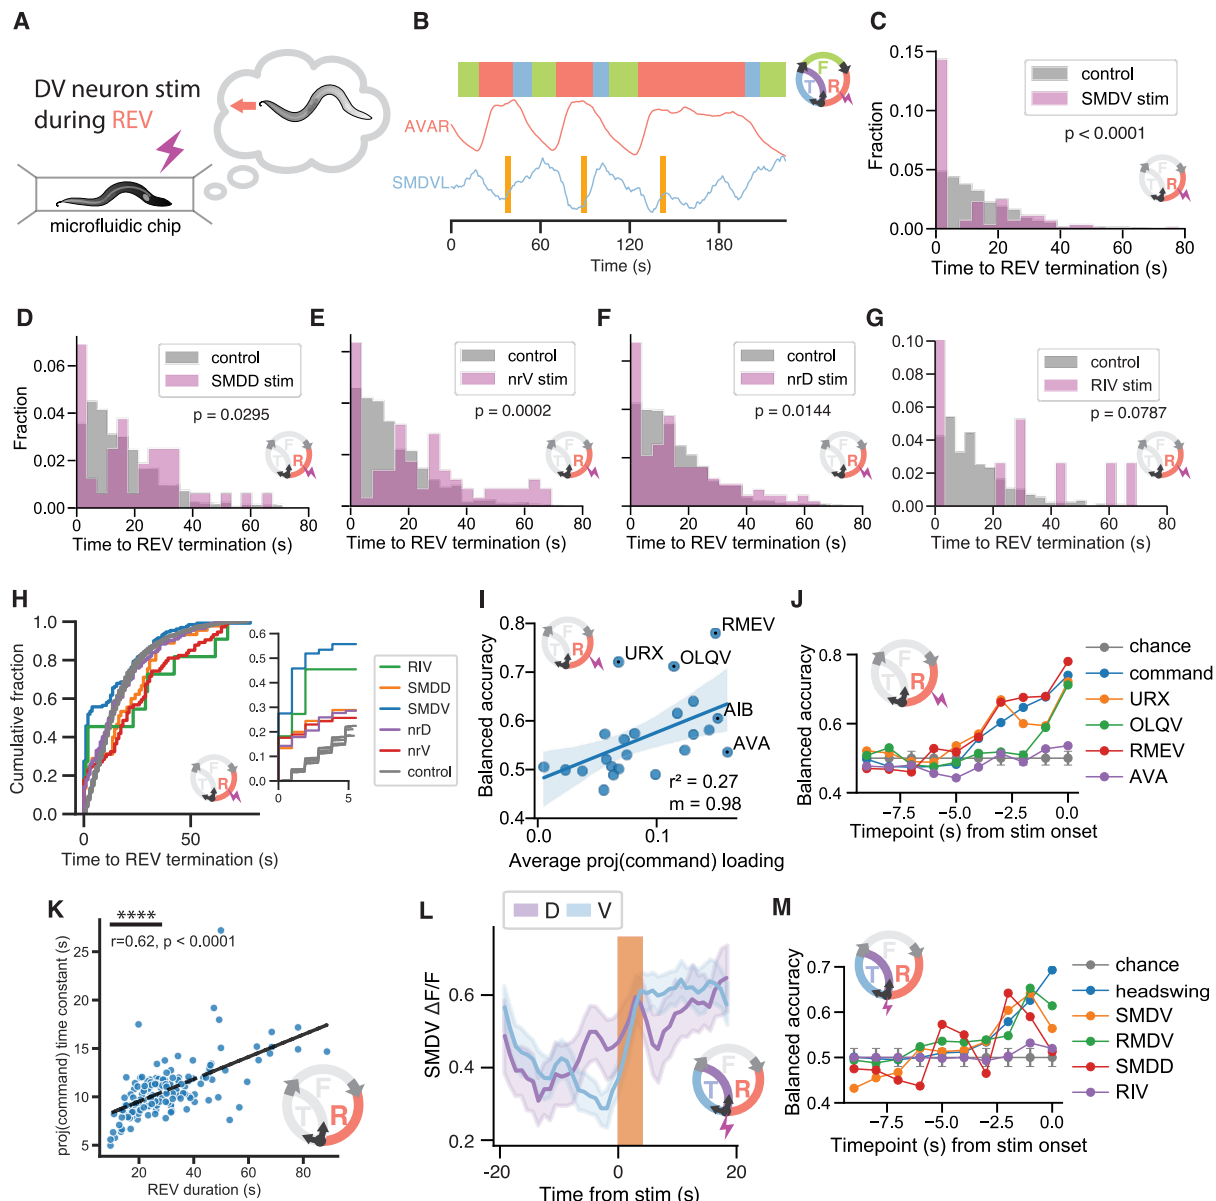 A
DV neuron stim
during REV
microfluidic chip
B
F
T
R
AVAR
SMDVL
0
60
120
180
Time (s)
C
0.15
0.10
0.05
0.00
Fraction
control
SMDV stim
p < 0.0001
F
T
R
0
20
40
60
80
Time to REV termination (s)
D
0.06
0.04
0.02
0.00
Fraction
control
SMDD stim
p = 0.0295
F
T
R
0
20
40
60
80
Time to REV termination (s)
E
control
nrV stim
p = 0.0002
F
T
R
0
20
40
60
80
Time to REV termination (s)
F
control
nrD stim
p = 0.0144
F
T
R
0
20
40
60
80
Time to REV termination (s)
G
0.10
0.08
0.06
0.04
0.02
0.00
control
RIV stim
p = 0.0787
F
T
R
0
20
40
60
80
Time to REV termination (s)
H
1.0
0.8
0.6
0.4
0.2
0.0
Cumulative fraction
0
50
Time to REV termination (s)
F
T
R
0.6
0.5
0.4
0.3
0.2
0.1
0.0
0
5
RIV
SMDD
SMDV
nrD
nrV
control
I
0.8
0.7
0.6
0.5
0.4
Balanced accuracy
F
T
R
RMEV
URX
OLQV
AIB
AVA
r² = 0.27
m = 0.98
0.0
0.1
Average proj(command) loading
J
0.8
0.6
0.4
Balanced accuracy
F
T
R
−7.5
−5.0
−2.5
0.0
Timepoint (s) from stim onset
chance
command
URX
OLQV
RMEV
AVA
K
****
r=0.62, p < 0.0001
25
20
15
10
5
proj(command) time constant (s)
F
T
R
20
40
60
80
REV duration (s)
L
D
V
0.6
0.4
0.2
SMDV ΔF/F
F
T
R
-20
0
20
Time from stim (s)
M
0.7
0.6
0.5
0.4
Balanced accuracy
F
T
R
−7.5
−5.0
−2.5
0.0
Timepoint (s) from stim onset
chance
headswing
SMDV
RMDV
SMDD
RIV